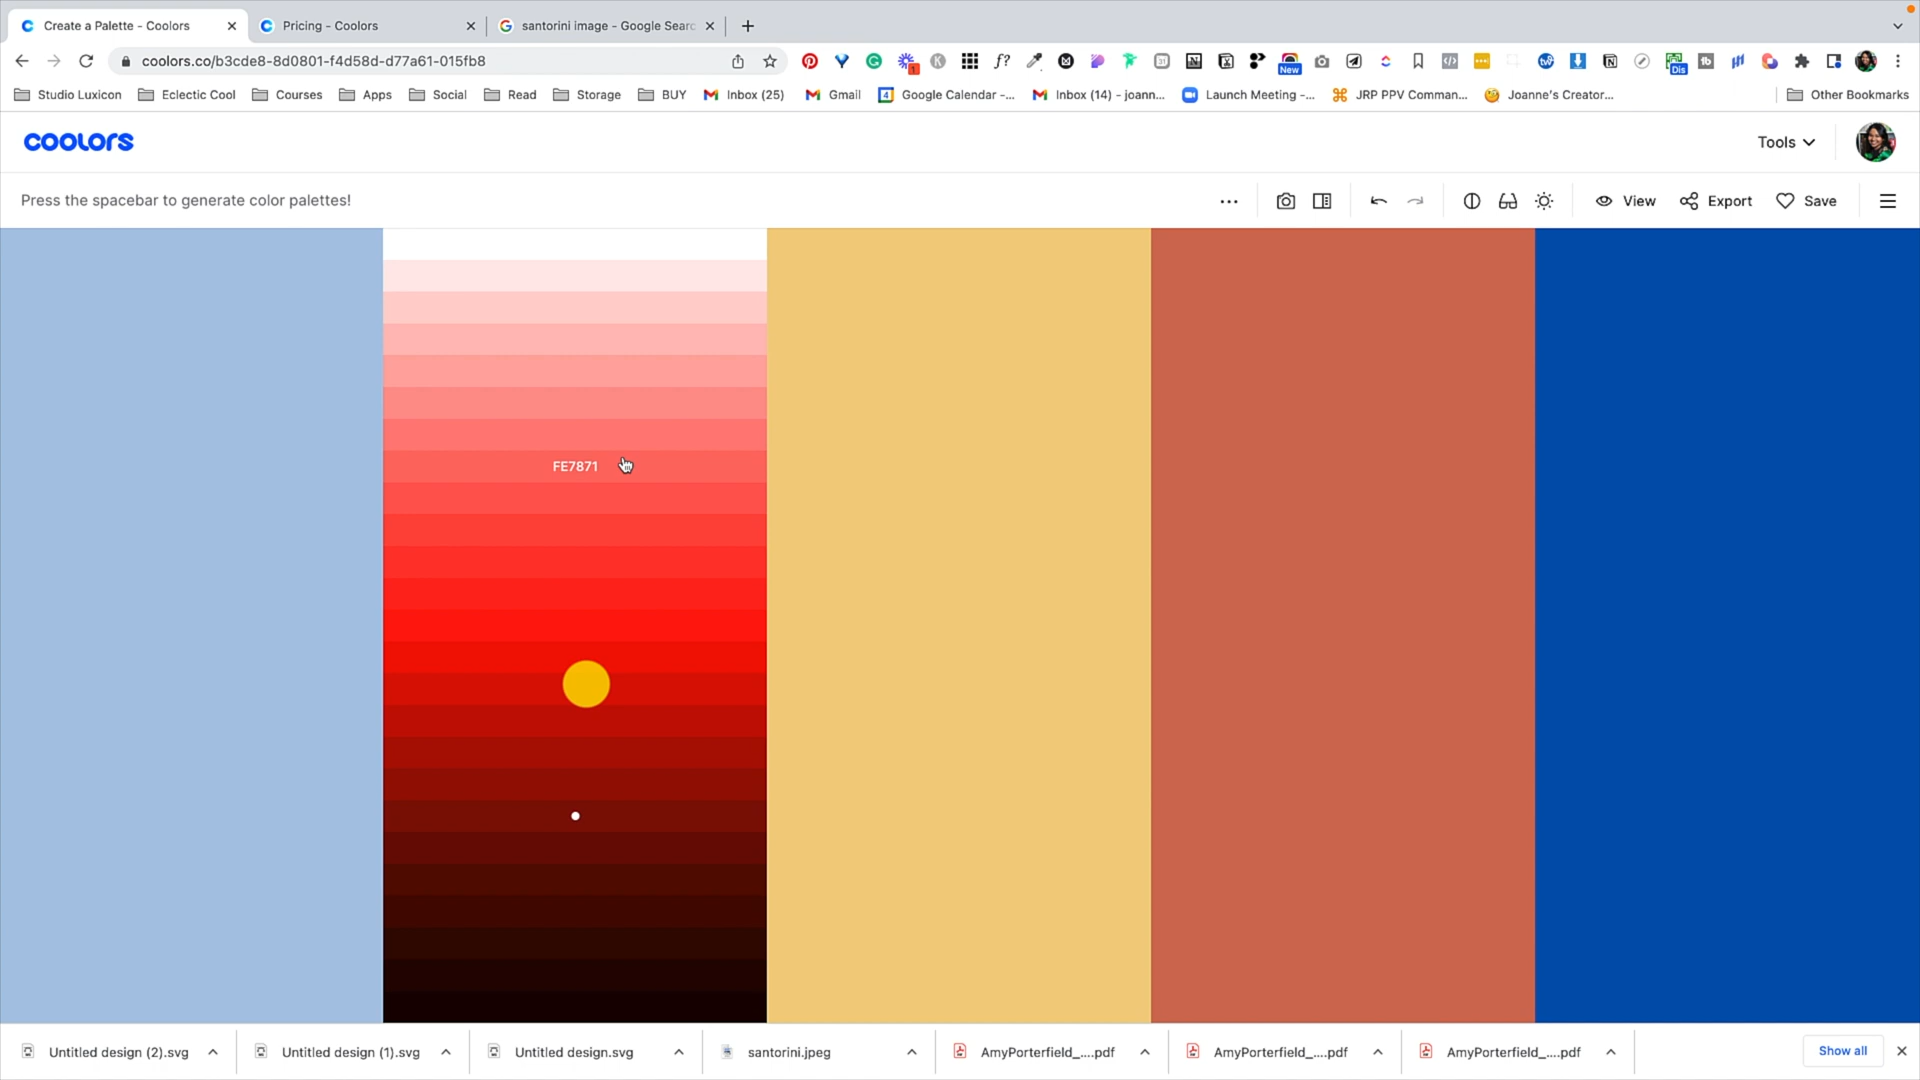 Create a Palette - Coolors
Pricing - Coolors
santorini image - Google Searc
coolors.co/b3cde8-8d0801-f4d58d-d77a61-015fb8
1
New
Dis
Studio Luxicon
Eclectic Cool
Courses
Apps
Social
Read
Storage
BUY
Inbox (25)
Gmail
Google Calendar -...
Inbox (14) - joann...
Launch Meeting -...
JRP PPV Comman...
Joanne's Creator...
Other Bookmarks
coolors
Tools
Press the spacebar to generate color palettes!
View
Export
Save
FE7871
Untitled design (2).svg
Untitled design (1).svg
Untitled design.svg
santorini.jpeg
AmyPorterfield_....pdf
AmyPorterfield_....pdf
AmyPorterfield_....pdf
Show all